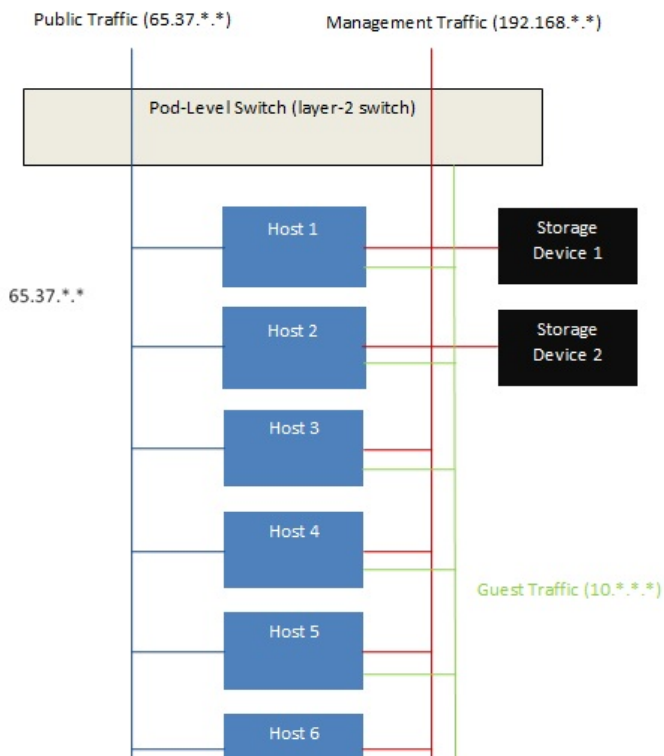 Public Traffic (65.37.*.*)
Management Traffic (192.168.*.*)
Pod-Level Switch (layer-2 switch)
Host 1
Storage
Device 1
65.37.*.*
Host 2
Storage
Device 2
Host 3
Host 4
Guest Traffic (10.*.*.*)
Host 5
Host 6